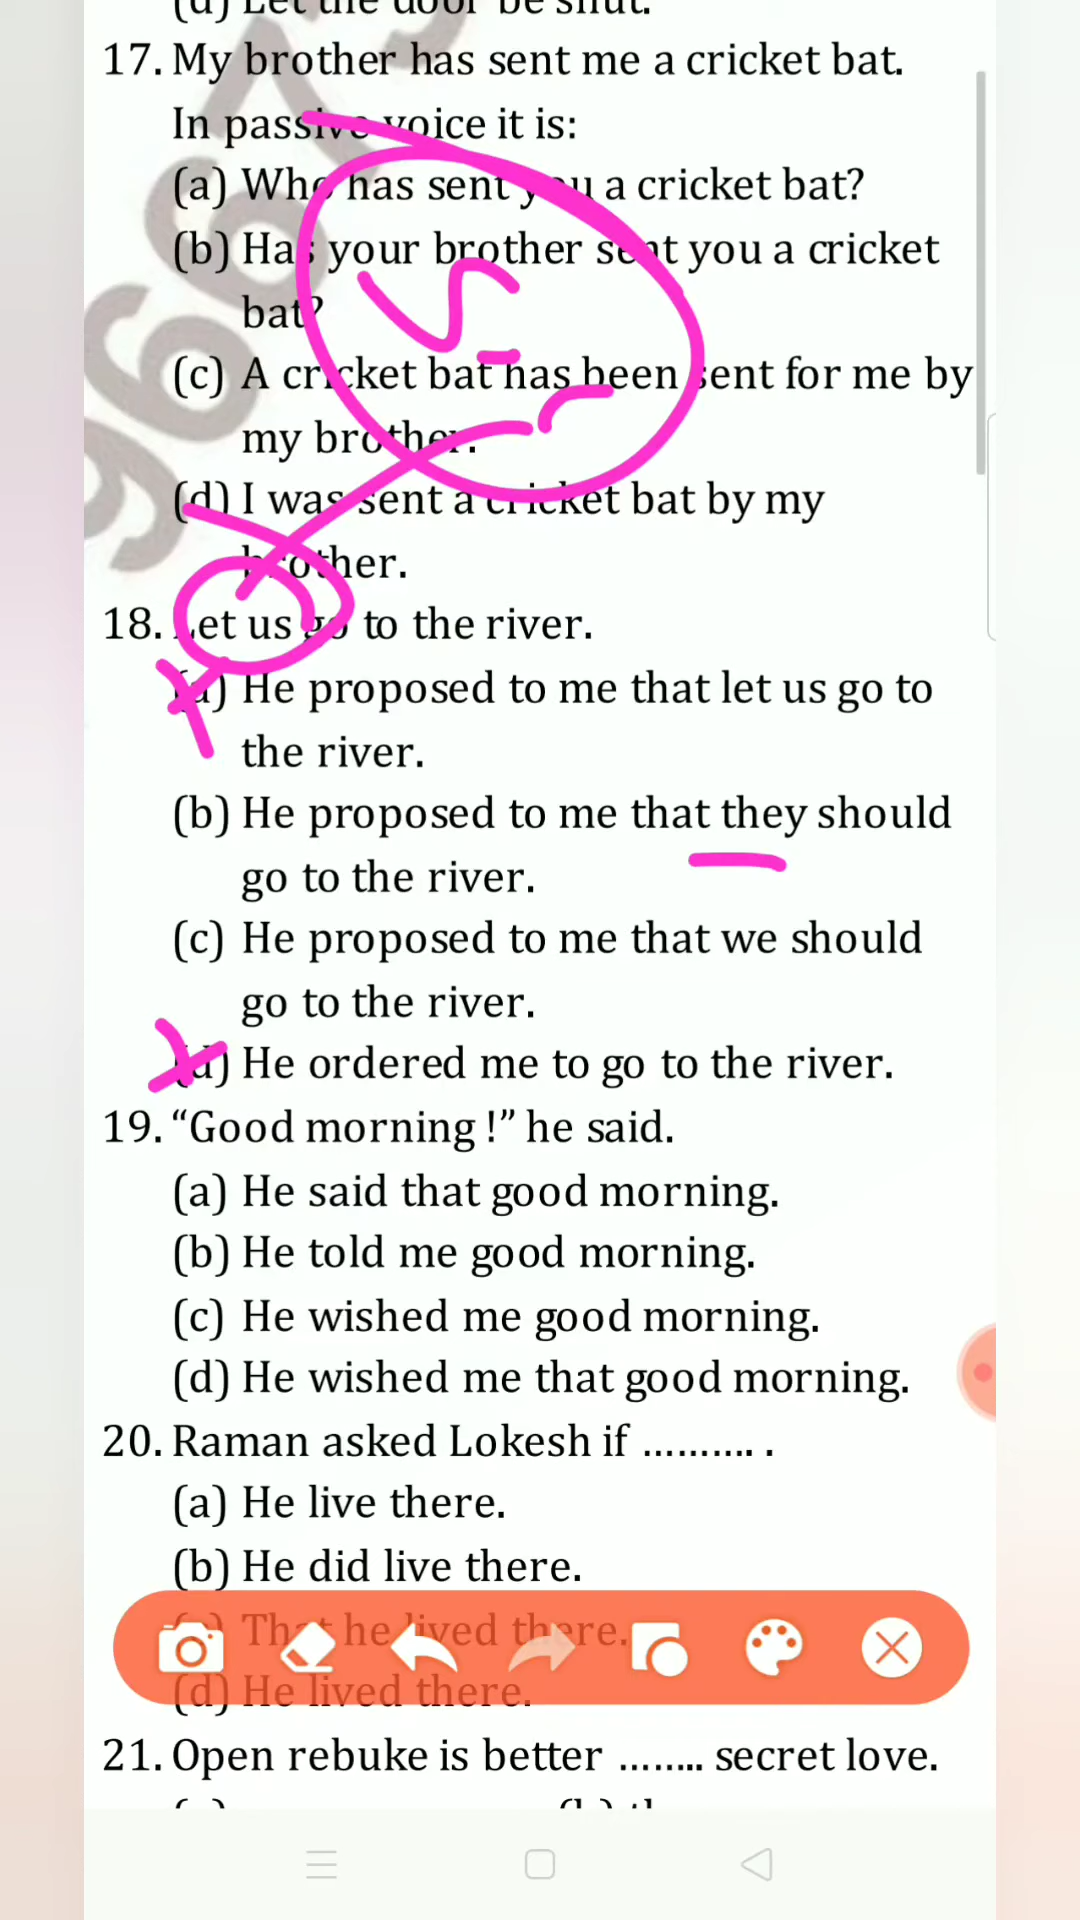 (d) Let the door be shut.
17. My brother has sent me a cricket bat.
In passive voice it is:
(a) Who has sent you a cricket bat?
(b) Has your brother sent you a cricket
bat?
(c) A cricket bat has been sent for me by
my brother.
(d) I was sent a cricket bat by my
brother.
18. Let us go to the river.
(a) He proposed to me that let us go to
the river.
(b) He proposed to me that they should
go to the river.
(c) He proposed to me that we should
go to the river.
(d) He ordered me to go to the river.
19. “Good morning !” he said.
(a) He said that good morning.
(b) He told me good morning.
(c) He wished me good morning.
(d) He wished me that good morning.
20. Raman asked Lokesh if .......... .
(a) He live there.
(b) He did live there.
(c) That he lived there.
(d) He lived there.
21. Open rebuke is better ........ secret love.